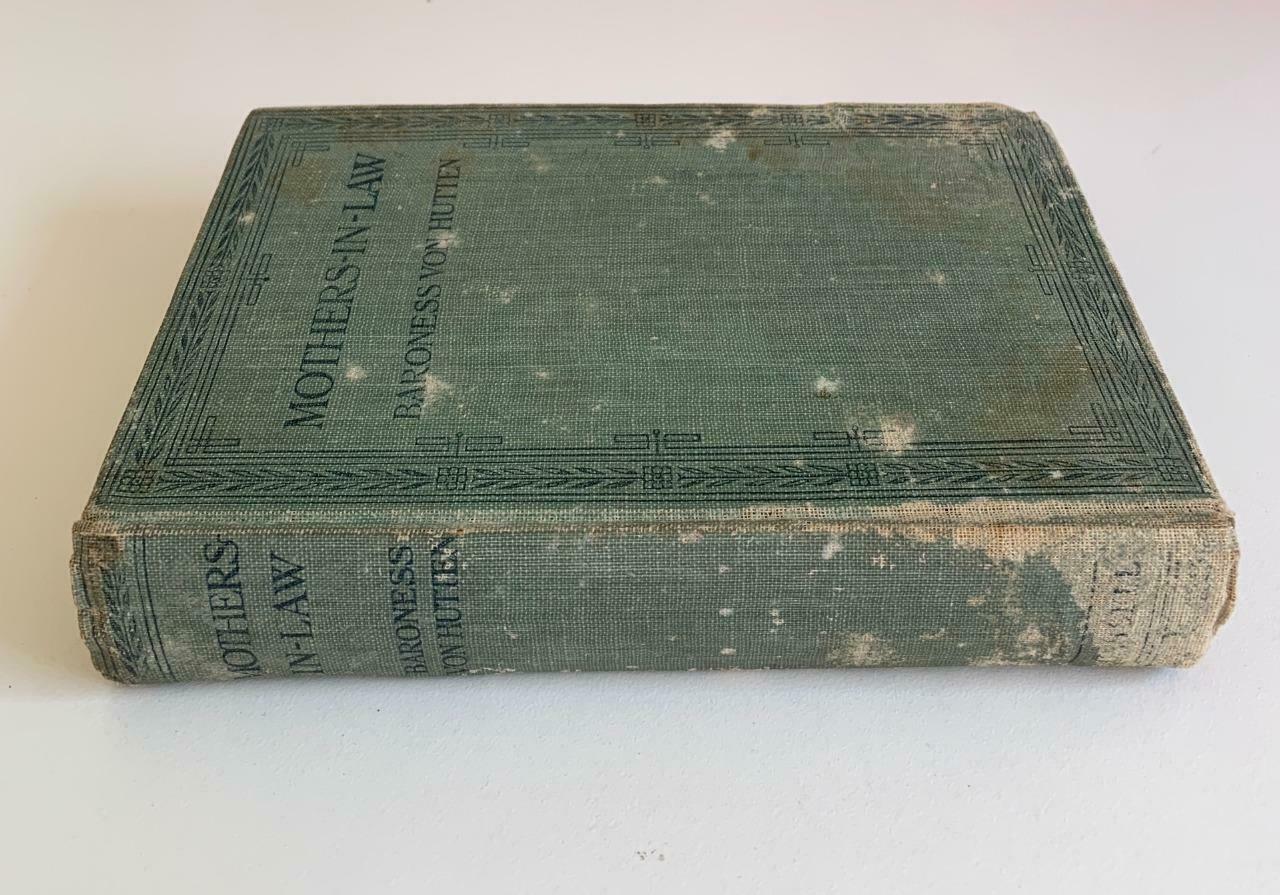 MOTHERS-IN-LAW
BARONESS VON HUTTEN
MOTHERS-
IN-LAW
BARONESS
VON HUTTEN